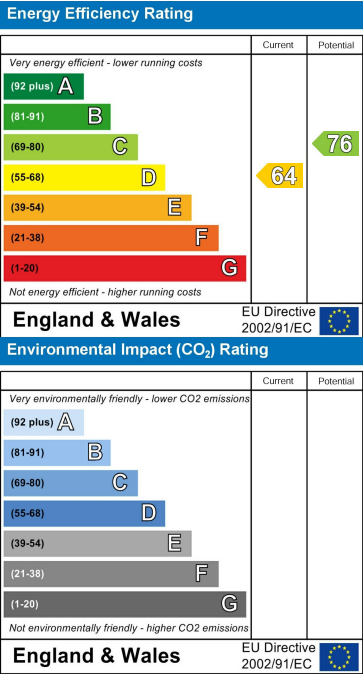 Energy Efficiency Rating
Current Potential
Very energy efficient - lower running costs
(92 plus) A
(81-91) B
(69-80) C
76
(55-68) D
64
(39-54) E
(21-38) F
(1-20) G
Not energy efficient - higher running costs
England & Wales
EU Directive
2002/91/EC
Environmental Impact (CO₂) Rating
Current Potential
Very environmentally friendly - lower CO2 emissions
(92 plus) A
(81-91) B
(69-80) C
(55-68) D
(39-54) E
(21-38) F
(1-20) G
Not environmentally friendly - higher CO2 emissions
England & Wales
EU Directive
2002/91/EC